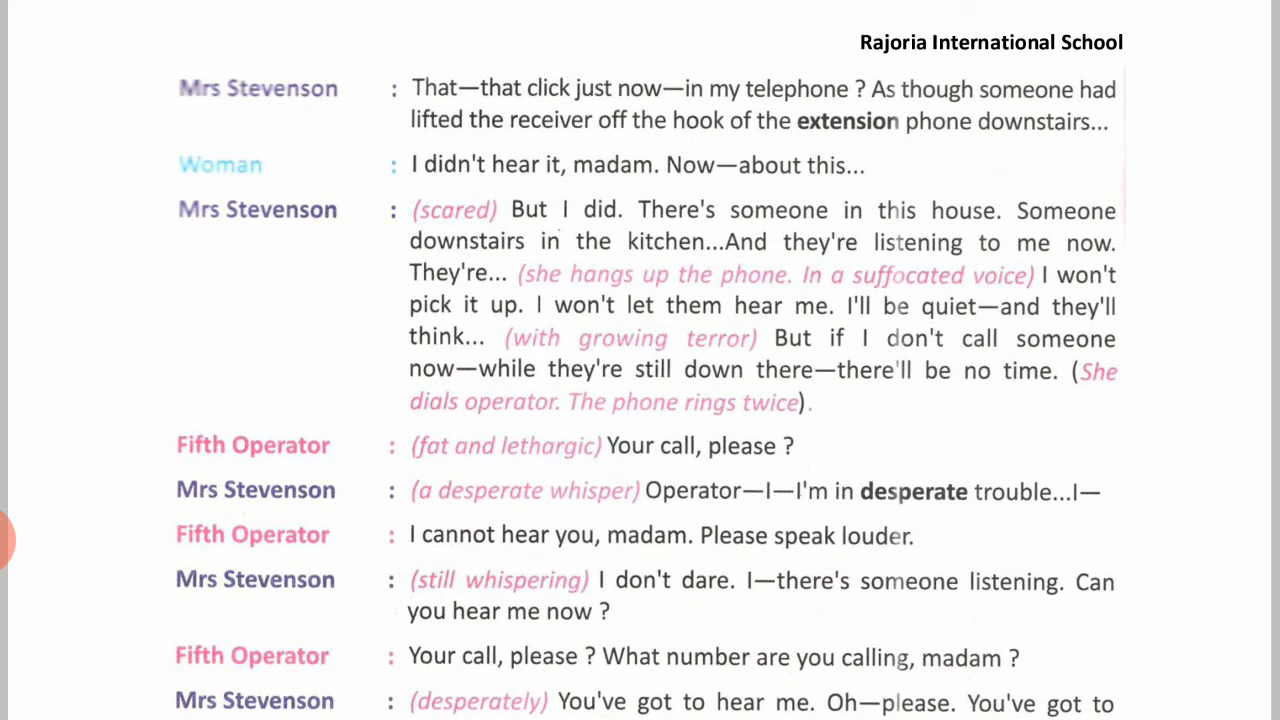 Rajoria International School
Mrs Stevenson : That—that click just now—in my telephone ? As though someone had
lifted the receiver off the hook of the extension phone downstairs...
Woman : I didn't hear it, madam. Now—about this...
Mrs Stevenson : (scared) But I did. There's someone in this house. Someone
downstairs in the kitchen...And they're listening to me now.
They're... (she hangs up the phone. In a suffocated voice) I won't
pick it up. I won't let them hear me. I'll be quiet—and they'll
think... (with growing terror) But if I don't call someone
now—while they're still down there—there'll be no time. (She
dials operator. The phone rings twice).
Fifth Operator : (fat and lethargic) Your call, please ?
Mrs Stevenson : (a desperate whisper) Operator—I—I'm in desperate trouble...I—
Fifth Operator : I cannot hear you, madam. Please speak louder.
Mrs Stevenson : (still whispering) I don't dare. I—there's someone listening. Can
you hear me now ?
Fifth Operator : Your call, please ? What number are you calling, madam ?
Mrs Stevenson : (desperately) You've got to hear me. Oh—please. You've got to